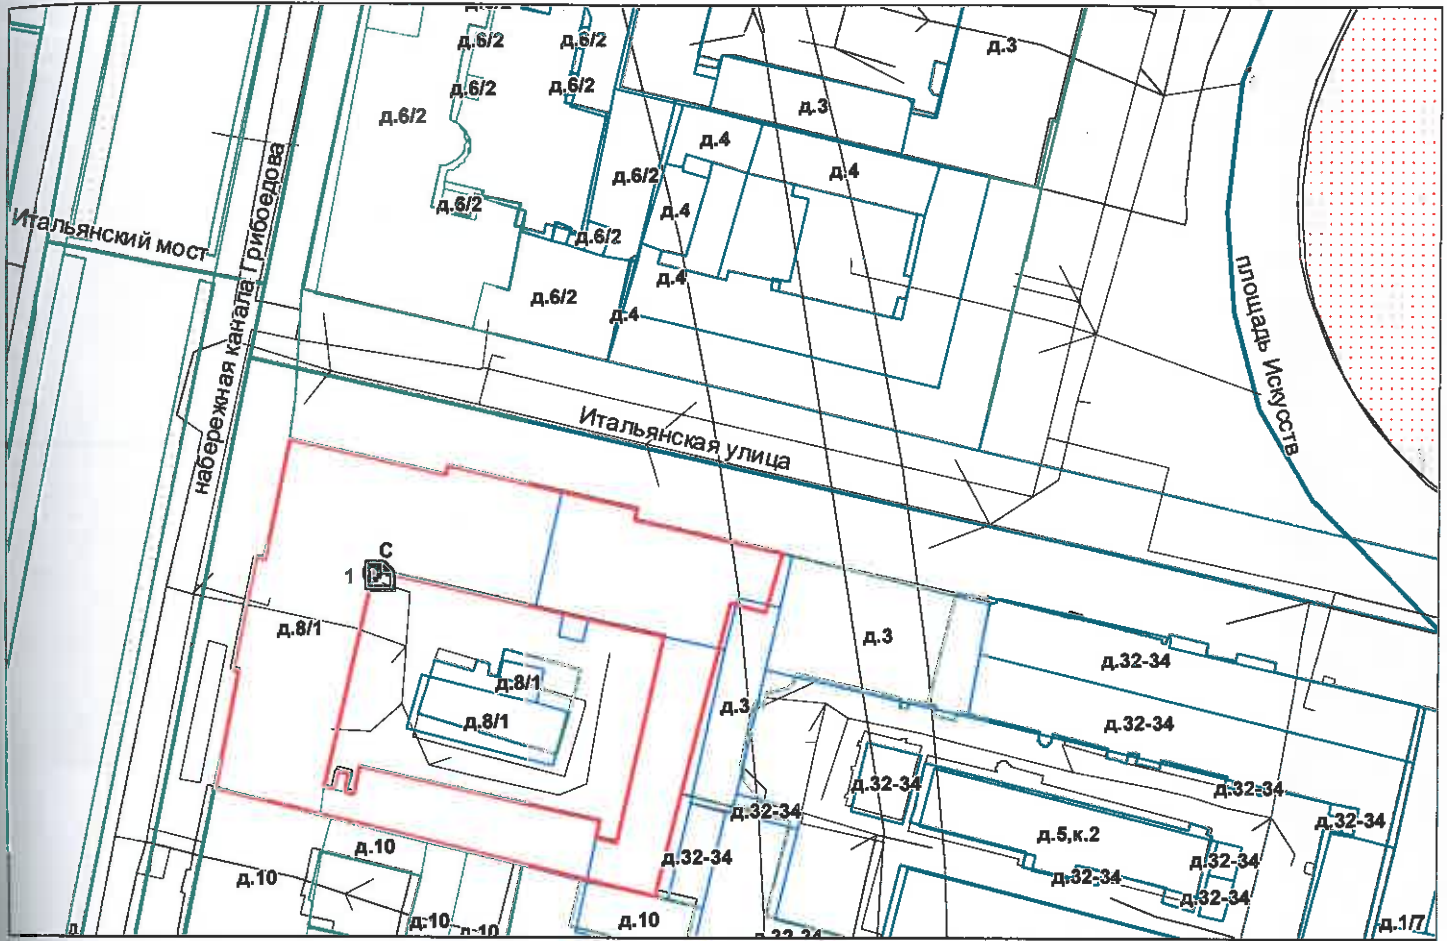 д.6/2
д.6/2
д.3
д.6/2
д.6/2
д.6/2
д.3
д.4
д.4
д.6/2
д.6/2
д.4
Итальянский мост
д.6/2
д.4
д.6/2
д.4
набережная канала Грибоедова
площадь Искусств
Итальянская улица
С
1
д.8/1
д.3
д.32-34
д.8/1
д.3
д.8/1
д.32-34
д.32-34
д.32-34
д.32-34
д.32-34
д.5,к.2
д.10
д.32-34
д.32-34
д.10
д.32-34
д.32-34
д.10
д.10
д.10
д.1/7